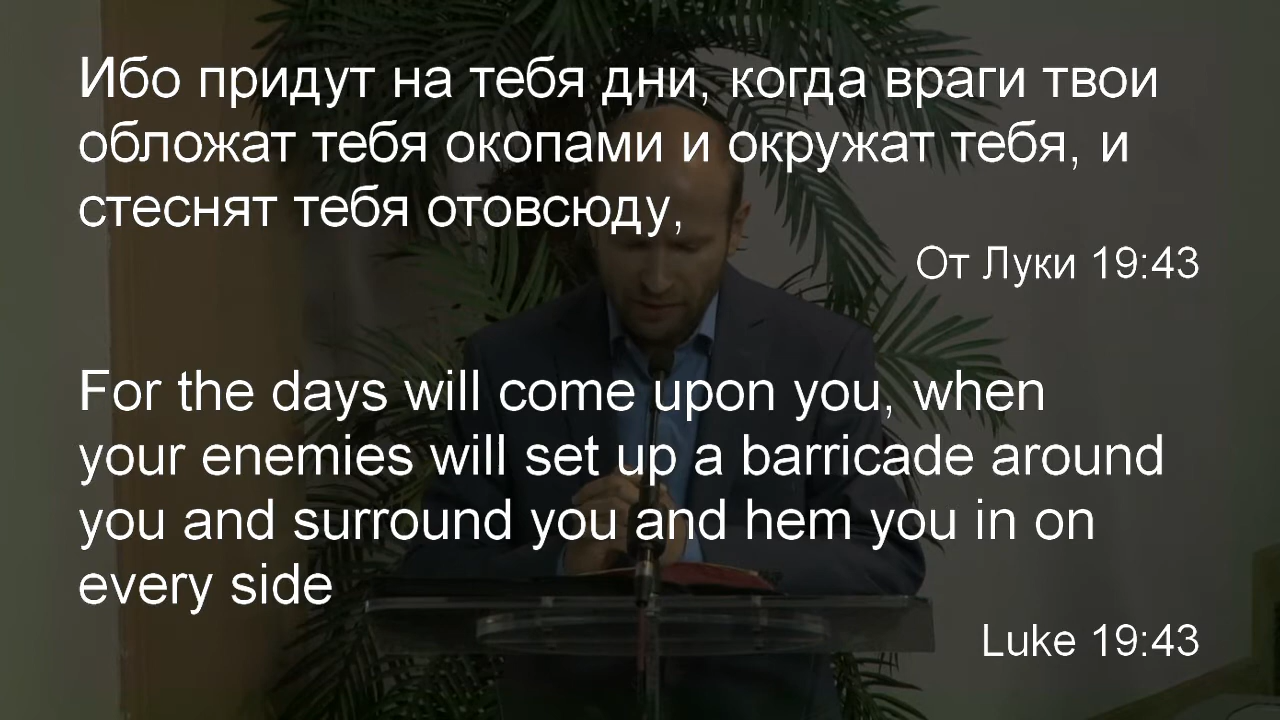 Ибо придут на тебя дни, когда враги твои
обложат тебя окопами и окружат тебя, и
стеснят тебя отовсюду,
От Луки 19:43
For the days will come upon you, when
your enemies will set up a barricade around
you and surround you and hem you in on
every side
Luke 19:43